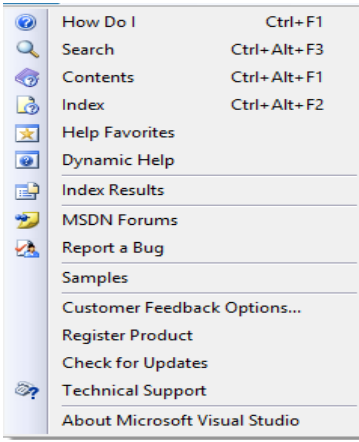 How Do I Ctrl+F1
Search Ctrl+Alt+F3
Contents Ctrl+Alt+F1
Index Ctrl+Alt+F2
Help Favorites
Dynamic Help
Index Results
MSDN Forums
Report a Bug
Samples
Customer Feedback Options...
Register Product
Check for Updates
Technical Support
About Microsoft Visual Studio